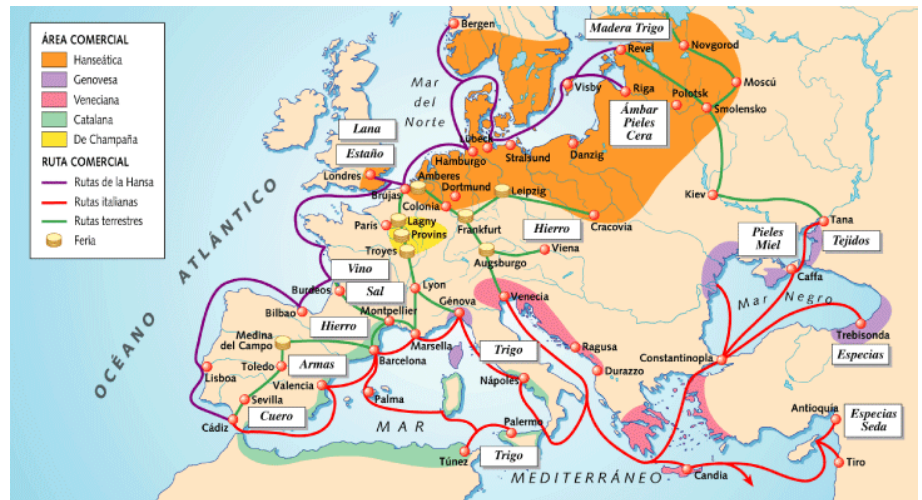 ÁREA COMERCIAL
Hanseática
Genovesa
Veneciana
Catalana
De Champaña
RUTA COMERCIAL
Rutas de la Hansa
Rutas italianas
Rutas terrestres
Feria
OCÉANO ATLÁNTICO
Mar
del
Norte
Bergen
Madera Trigo
Revel
Novgorod
Moscú
Visby
Riga
Polotsk
Smolensko
Ámbar
Pieles
Cera
Lana
Estaño
Londres
Lübeck
Hamburgo
Stralsund
Danzig
Amberes
Brujas
Dortmund
Colonia
Leipzig
Lagny
Provins
París
Frankfurt
Hierro
Cracovia
Kiev
Troyes
Augsburgo
Viena
Pieles
Miel
Tana
Tejidos
Caffa
Vino
Sal
Burdeos
Lyon
Génova
Venecia
Mar Negro
Bilbao
Hierro
Montpellier
Marsella
Trebisonda
Especias
Medina
del Campo
Armas
Barcelona
Trigo
Ragusa
Durazzo
Constantinopla
Toledo
Valencia
Lisboa
Palma
Nápoles
Sevilla
Cuero
Cádiz
MAR
MEDITERRÁNEO
Palermo
Túnez
Trigo
Candia
Antioquía
Especias
Seda
Tiro